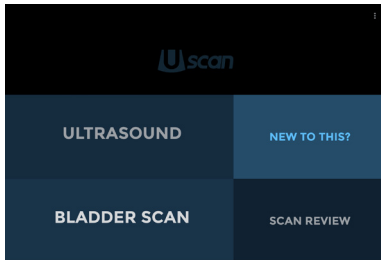 Uscan
ULTRASOUND
NEW TO THIS?
BLADDER SCAN
SCAN REVIEW